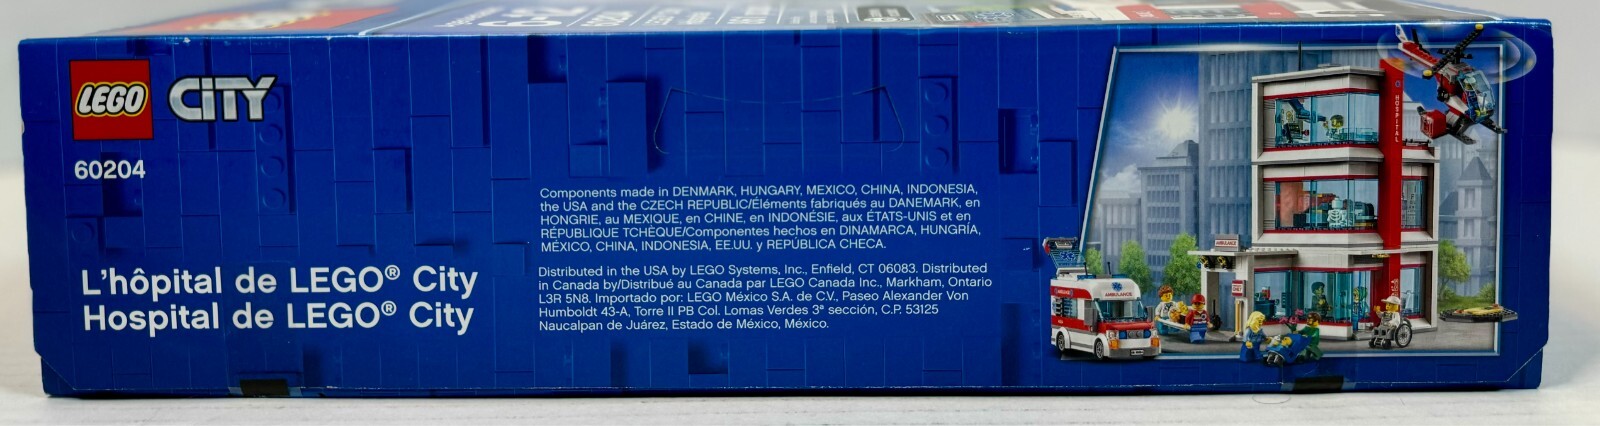 LEGO CITY
60204
L'hôpital de LEGO® City
Hospital de LEGO® City
Components made in DENMARK, HUNGARY, MEXICO, CHINA, INDONESIA,
the USA and the CZECH REPUBLIC/Éléments fabriqués au DANEMARK, en
HONGRIE, au MEXIQUE, en CHINE, en INDONÉSIE, aux ÉTATS-UNIS et en
RÉPUBLIQUE TCHÈQUE/Componentes hechos en DINAMARCA, HUNGRÍA,
MÉXICO, CHINA, INDONESIA, EE.UU. y REPÚBLICA CHECA.
Distributed in the USA by LEGO Systems, Inc., Enfield, CT 06083. Distributed
in Canada by/Distribué au Canada par LEGO Canada Inc., Markham, Ontario
L3R 5N8. Importado por: LEGO México S.A. de C.V., Paseo Alexander Von
Humboldt 43-A, Torre II PB Col. Lomas Verdes 3ª sección, C.P. 53125
Naucalpan de Juárez, Estado de México, México.
HOSPITAL
AMBULANCE
AMBULANCE